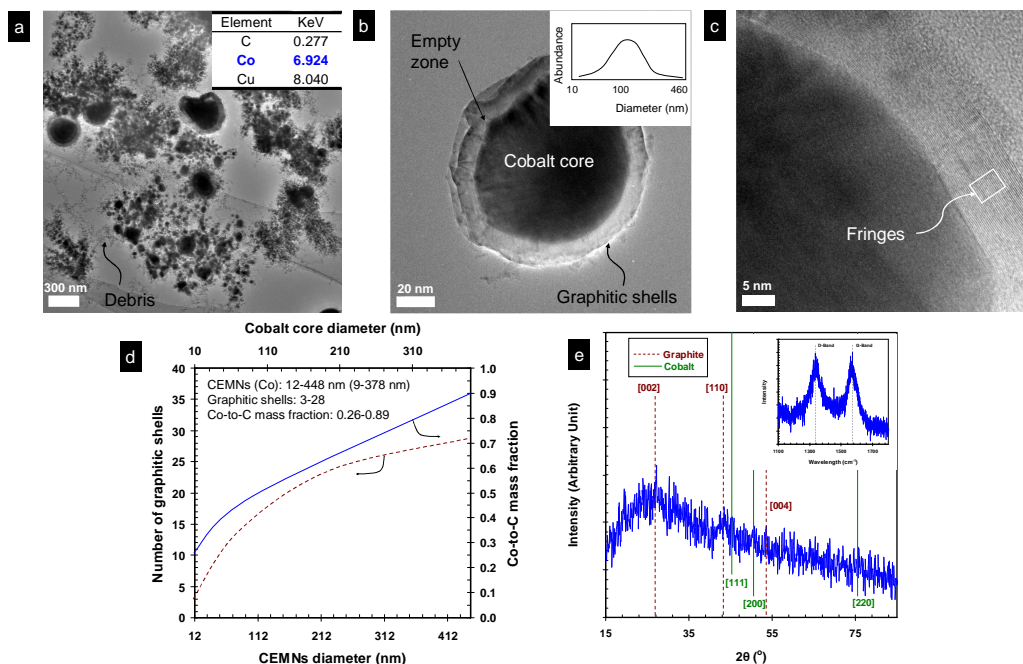 a
Element KeV
C 0.277
Co 6.924
Cu 8.040
Debris
300 nm
b
Empty
zone
Cobalt core
Graphitic shells
20 nm
Abundance
10 100 460
Diameter (nm)
c
Fringes
5 nm
Cobalt core diameter (nm)
10 110 210 310
d
CEMNs (Co): 12-448 nm (9-378 nm)
Graphitic shells: 3-28
Co-to-C mass fraction: 0.26-0.89
Number of graphitic shells
40
35
30
25
20
15
10
5
0
Co-to-C mass fraction
1.0
0.9
0.8
0.7
0.6
0.5
0.4
0.3
0.2
0.1
0.0
12 112 212 312 412
CEMNs diameter (nm)
e
Graphite
Cobalt
[002]
[110]
[004]
[111]
[200]
[220]
Intensity (Arbitrary Unit)
15 35 55 75
2θ (º)
D-Band G-Band
Intensity
1100 1300 1500 1700
Wavelength (cm⁻¹)